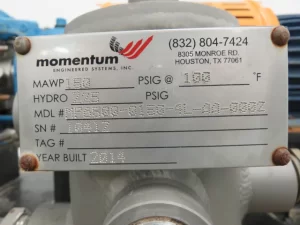 momentum
ENGINEERED SYSTEMS, INC.
(832) 804-7424
8305 MONROE RD.
HOUSTON, TX 77061
MAWP 150 PSIG @ 100 °F
HYDRO PSIG
MDL #
SN #
TAG #
YEAR BUILT 2014